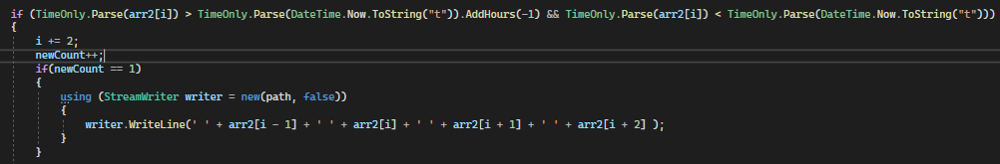 if (TimeOnly.Parse(arr2[i]) > TimeOnly.Parse(DateTime.Now.ToString("t")).AddHours(-1) && TimeOnly.Parse(arr2[i]) < TimeOnly.Parse(DateTime.Now.ToString("t")))
{
i += 2;
newCount++;
if(newCount == 1)
{
using (StreamWriter writer = new(path, false))
{
writer.WriteLine(' ' + arr2[i - 1] + ' ' + arr2[i] + ' ' + arr2[i + 1] + ' ' + arr2[i + 2] );
}
}